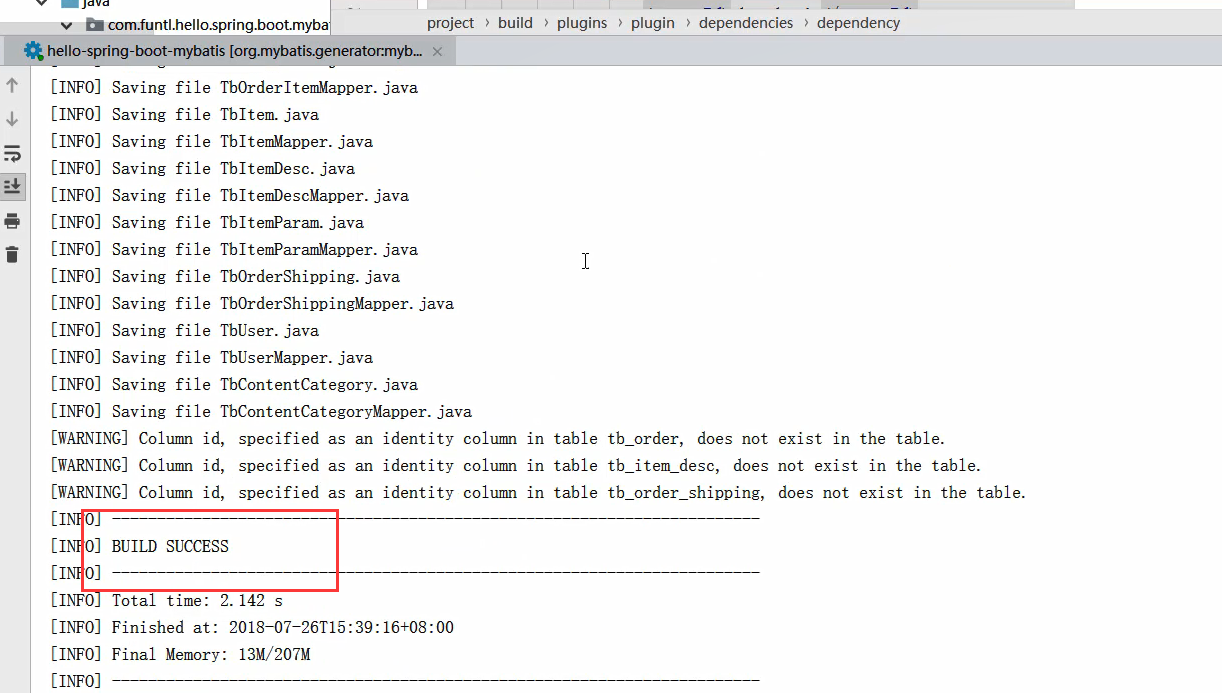 java
com.funtl.hello.spring.boot.mybat
project › build › plugins › plugin › dependencies › dependency
hello-spring-boot-mybatis [org.mybatis.generator:myb... ×
[INFO] Saving file TbOrderItemMapper.java
[INFO] Saving file TbItem.java
[INFO] Saving file TbItemMapper.java
[INFO] Saving file TbItemDesc.java
[INFO] Saving file TbItemDescMapper.java
[INFO] Saving file TbItemParam.java
[INFO] Saving file TbItemParamMapper.java
[INFO] Saving file TbOrderShipping.java
[INFO] Saving file TbOrderShippingMapper.java
[INFO] Saving file TbUser.java
[INFO] Saving file TbUserMapper.java
[INFO] Saving file TbContentCategory.java
[INFO] Saving file TbContentCategoryMapper.java
[WARNING] Column id, specified as an identity column in table tb_order, does not exist in the table.
[WARNING] Column id, specified as an identity column in table tb_item_desc, does not exist in the table.
[WARNING] Column id, specified as an identity column in table tb_order_shipping, does not exist in the table.
[INFO] ------------------------------------------------------------------------
[INFO] BUILD SUCCESS
[INFO] ------------------------------------------------------------------------
[INFO] Total time: 2.142 s
[INFO] Finished at: 2018-07-26T15:39:16+08:00
[INFO] Final Memory: 13M/207M
[INFO] ------------------------------------------------------------------------